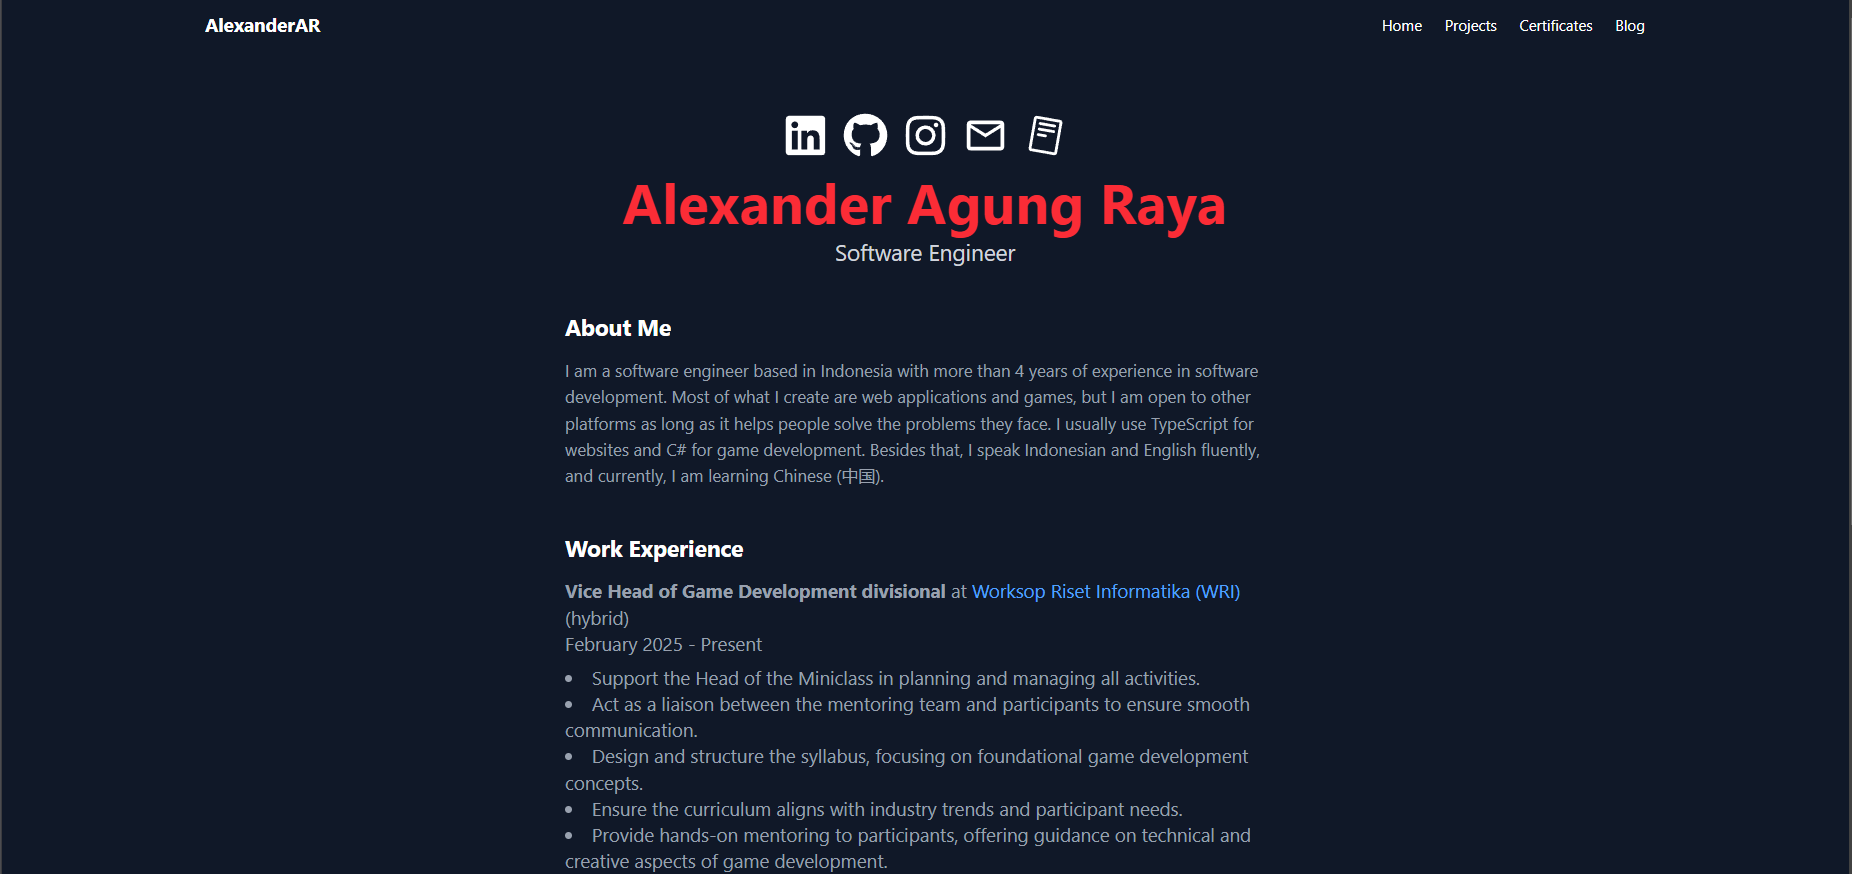 AlexanderAR
Home Projects Certificates Blog
in
Alexander Agung Raya
Software Engineer
About Me
I am a software engineer based in Indonesia with more than 4 years of experience in software
development. Most of what I create are web applications and games, but I am open to other
platforms as long as it helps people solve the problems they face. I usually use TypeScript for
websites and C# for game development. Besides that, I speak Indonesian and English fluently,
and currently, I am learning Chinese (中国).
Work Experience
Vice Head of Game Development divisional at Worksop Riset Informatika (WRI)
(hybrid)
February 2025 - Present
• Support the Head of the Miniclass in planning and managing all activities.
• Act as a liaison between the mentoring team and participants to ensure smooth
communication.
• Design and structure the syllabus, focusing on foundational game development
concepts.
• Ensure the curriculum aligns with industry trends and participant needs.
• Provide hands-on mentoring to participants, offering guidance on technical and
creative aspects of game development.